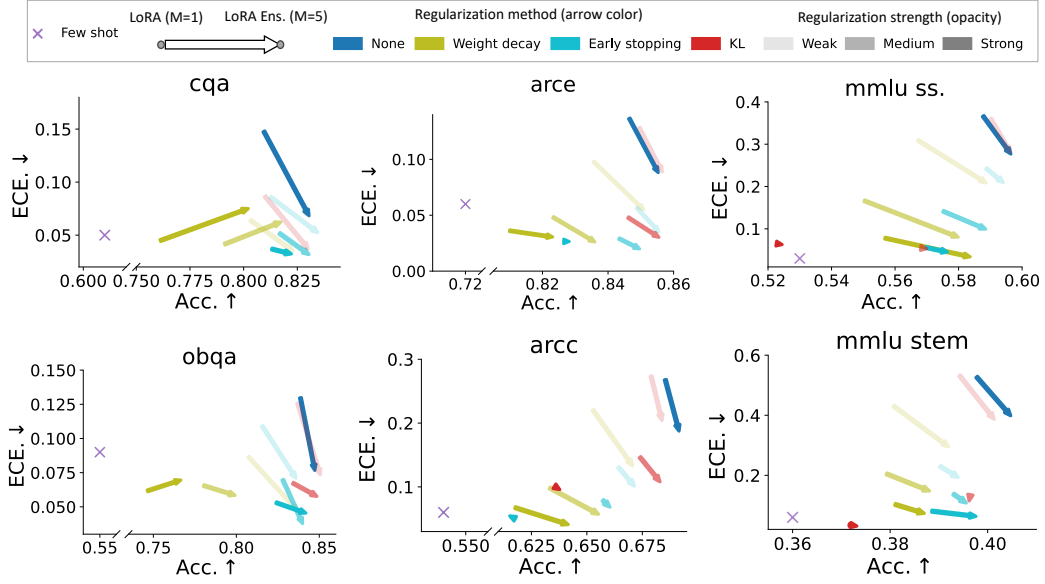 LoRA (M=1) LoRA Ens. (M=5) Regularization method (arrow color) Regularization strength (opacity)
Few shot None Weight decay Early stopping KL Weak Medium Strong
cqa arce mmlu ss.
ECE. ↓ ECE. ↓ ECE. ↓
0.15 0.10 0.05
0.10 0.05 0.00
0.4 0.3 0.2 0.1 0.0
0.600 0.750 0.775 0.800 0.825
0.72 0.82 0.84 0.86
0.52 0.54 0.56 0.58 0.60
Acc. ↑ Acc. ↑ Acc. ↑
obqa arcc mmlu stem
ECE. ↓ ECE. ↓ ECE. ↓
0.150 0.125 0.100 0.075 0.050
0.3 0.2 0.1
0.6 0.4 0.2
0.55 0.75 0.80 0.85
0.550 0.625 0.650 0.675
0.36 0.38 0.40
Acc. ↑ Acc. ↑ Acc. ↑